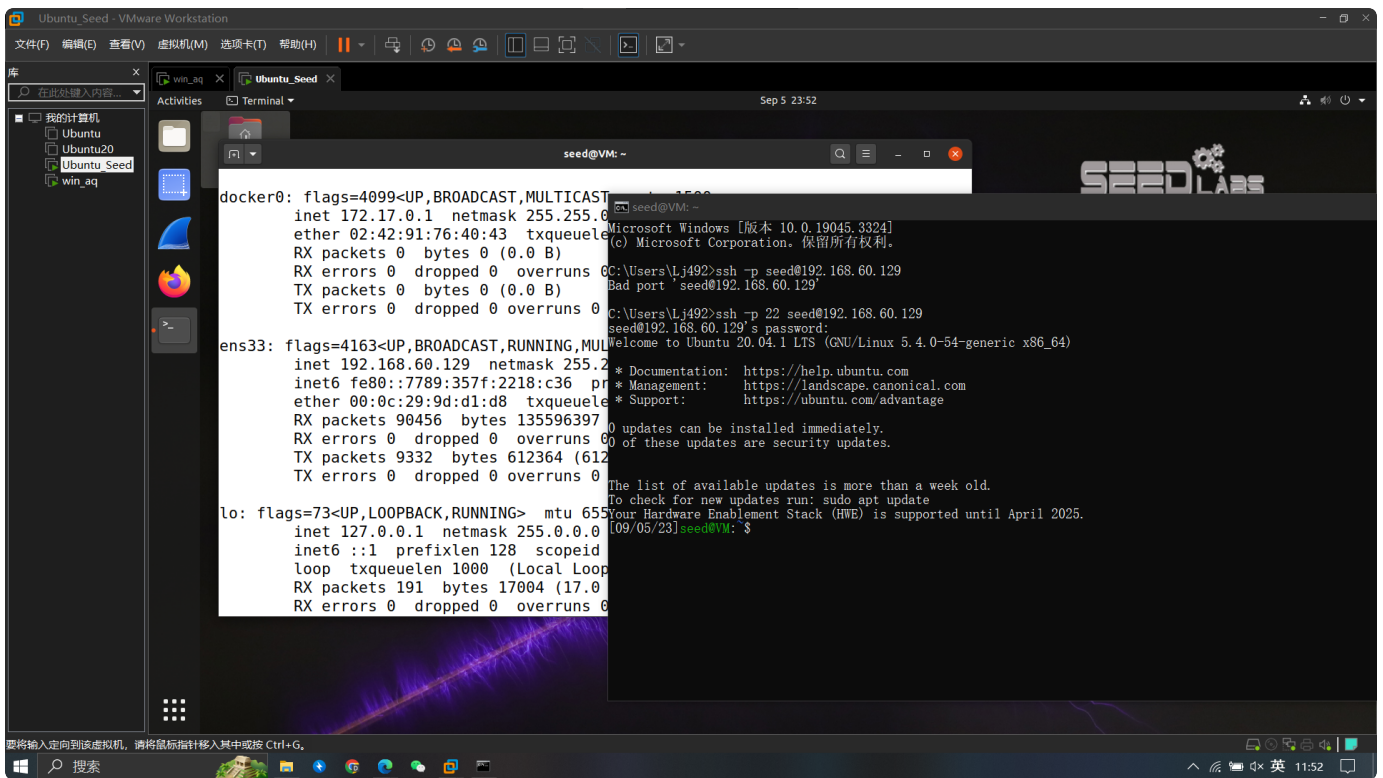 Ubuntu_Seed - VMware Workstation
文件(F) 编辑(E) 查看(V) 虚拟机(M) 选项卡(T) 帮助(H)
库
在此处键入内容...
我的计算机
Ubuntu
Ubuntu20
Ubuntu_Seed
win_aq
win_aq Ubuntu_Seed
Activities Terminal Sep 5 23:52
SEED LABS
seed@VM: ~
docker0: flags=4099<UP,BROADCAST,MULTICAST
inet 172.17.0.1 netmask 255.255.0
ether 02:42:91:76:40:43 txqueuele
RX packets 0 bytes 0 (0.0 B)
RX errors 0 dropped 0 overruns 0
TX packets 0 bytes 0 (0.0 B)
TX errors 0 dropped 0 overruns 0
ens33: flags=4163<UP,BROADCAST,RUNNING,MUL
inet 192.168.60.129 netmask 255.2
inet6 fe80::7789:357f:2218:c36 pr
ether 00:0c:29:9d:d1:d8 txqueuele
RX packets 90456 bytes 135596397
RX errors 0 dropped 0 overruns 0
TX packets 9332 bytes 612364 (612
TX errors 0 dropped 0 overruns 0
lo: flags=73<UP,LOOPBACK,RUNNING> mtu 655
inet 127.0.0.1 netmask 255.0.0.0
inet6 ::1 prefixlen 128 scopeid
loop txqueuelen 1000 (Local Loop
RX packets 191 bytes 17004 (17.0
RX errors 0 dropped 0 overruns 0
seed@VM: ~
Microsoft Windows [版本 10.0.19045.3324]
(c) Microsoft Corporation。保留所有权利。
C:\Users\Lj492>ssh -p seed@192.168.60.129
Bad port 'seed@192.168.60.129'
C:\Users\Lj492>ssh -p 22 seed@192.168.60.129
seed@192.168.60.129's password:
Welcome to Ubuntu 20.04.1 LTS (GNU/Linux 5.4.0-54-generic x86_64)
* Documentation: https://help.ubuntu.com
* Management: https://landscape.canonical.com
* Support: https://ubuntu.com/advantage
0 updates can be installed immediately.
0 of these updates are security updates.
The list of available updates is more than a week old.
To check for new updates run: sudo apt update
Your Hardware Enablement Stack (HWE) is supported until April 2025.
[09/05/23]seed@VM:~$
要将输入定向到该虚拟机，请将鼠标指针移入其中或按 Ctrl+G。
搜索 英 11:52